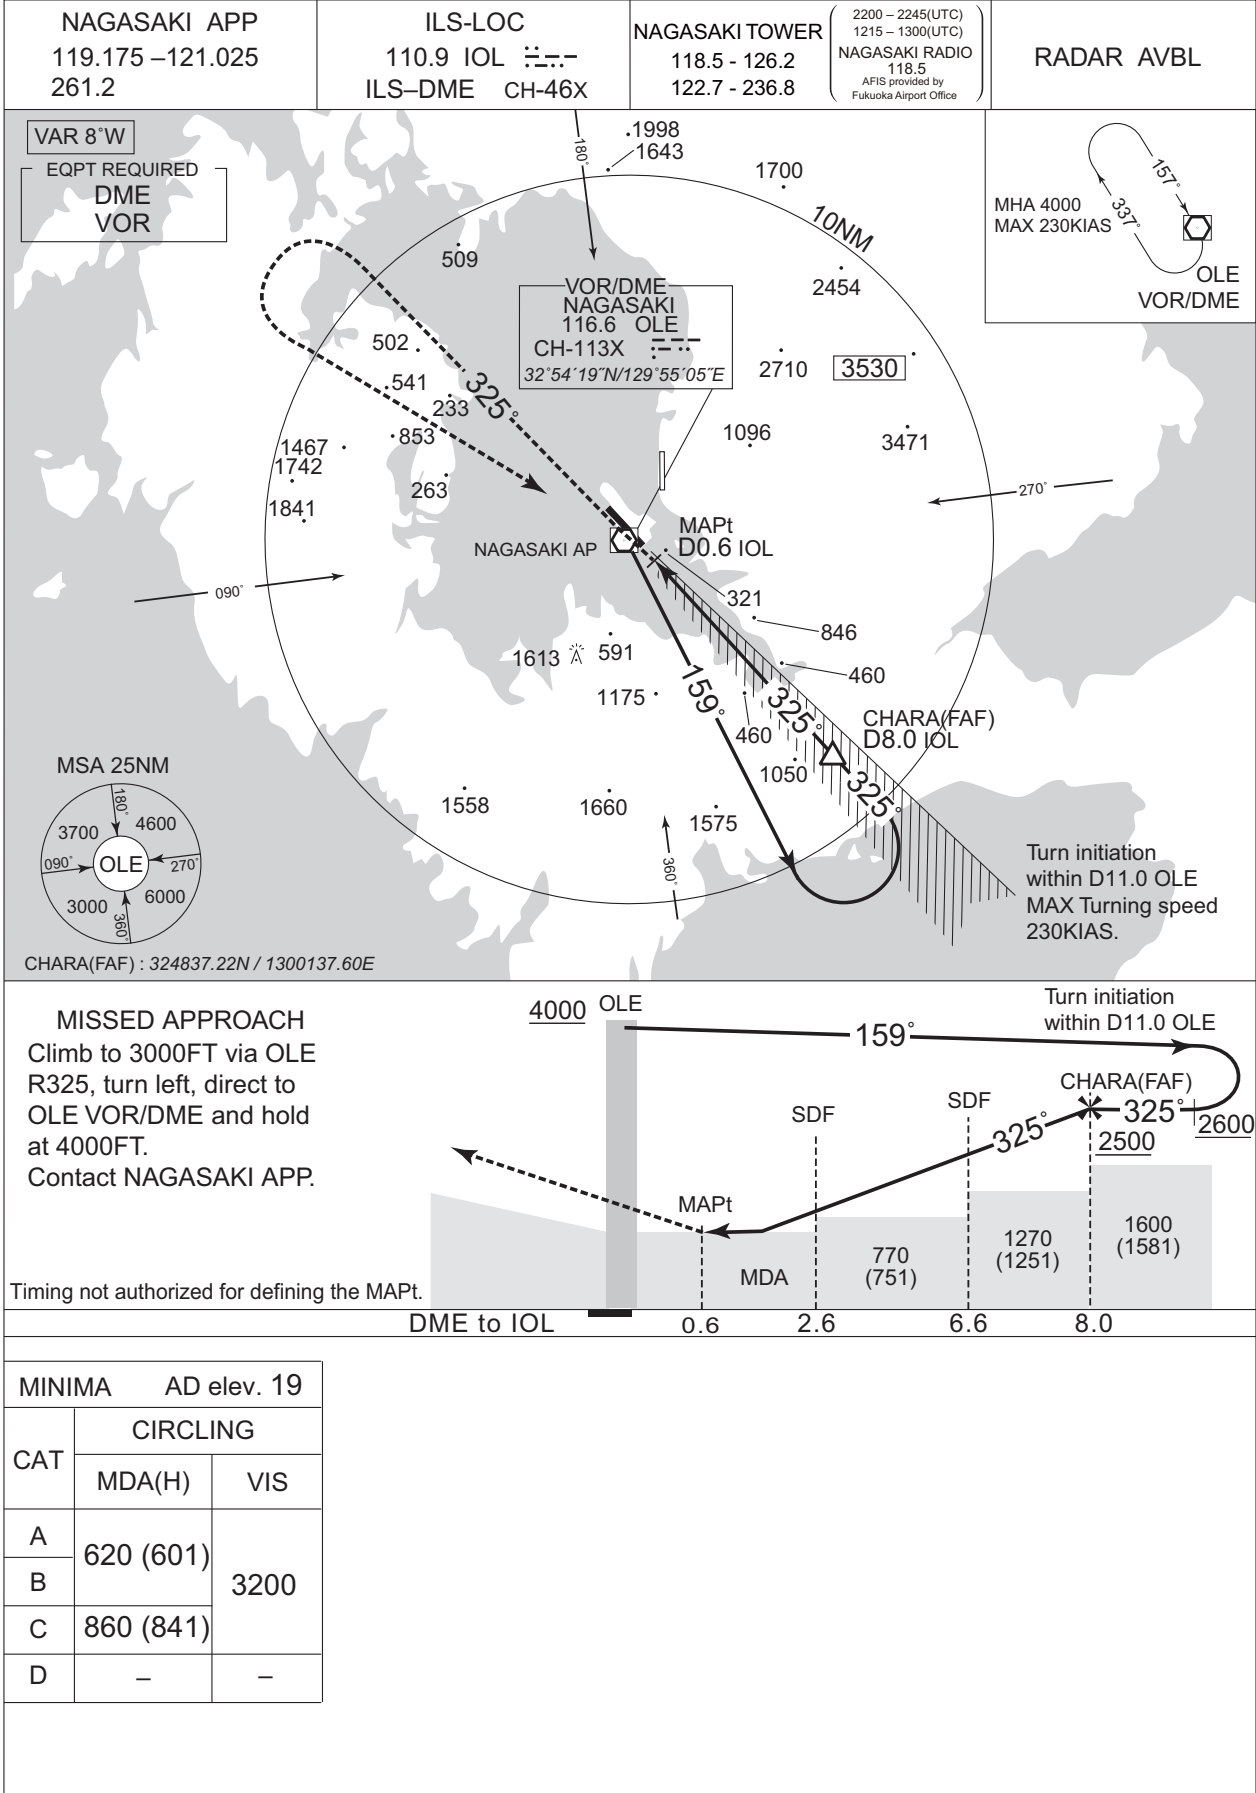 NAGASAKI APP
119.175 –121.025
261.2
ILS-LOC
110.9 IOL
ILS–DME CH-46X
NAGASAKI TOWER
118.5 - 126.2
122.7 - 236.8
2200 – 2245(UTC)
1215 – 1300(UTC)
NAGASAKI RADIO
118.5
AFIS provided by
Fukuoka Airport Office
RADAR AVBL
VAR 8°W
EQPT REQUIRED
DME
VOR
180°
1998
1643
1700
10NM
157°
337°
MHA 4000
MAX 230KIAS
OLE
VOR/DME
509
2454
VOR/DME
NAGASAKI
116.6 OLE
CH-113X
32°54´19˝N/129°55´05˝E
502
2710
3530
541
325°
233
853
1096
3471
1467
1742
263
270°
1841
MAPt
D0.6 IOL
NAGASAKI AP
090°
321
846
1613
591
460
159°
1175
325°
CHARA(FAF)
D8.0 IOL
460
1050
325°
MSA 25NM
180°
3700
4600
090°
OLE
270°
3000
6000
360°
1558
1660
1575
360°
Turn initiation
within D11.0 OLE
MAX Turning speed
230KIAS.
CHARA(FAF) : 324837.22N / 1300137.60E
MISSED APPROACH
Climb to 3000FT via OLE
R325, turn left, direct to
OLE VOR/DME and hold
at 4000FT.
Contact NAGASAKI APP.
4000
OLE
159°
Turn initiation
within D11.0 OLE
CHARA(FAF)
SDF
SDF
325°
325°
2600
2500
MAPt
MDA
770
(751)
1270
(1251)
1600
(1581)
Timing not authorized for defining the MAPt.
DME to IOL
0.6
2.6
6.6
8.0
MINIMA AD elev. 19
CAT
CIRCLING
MDA(H)
VIS
A
620 (601)
B
3200
C
860 (841)
D
–
–